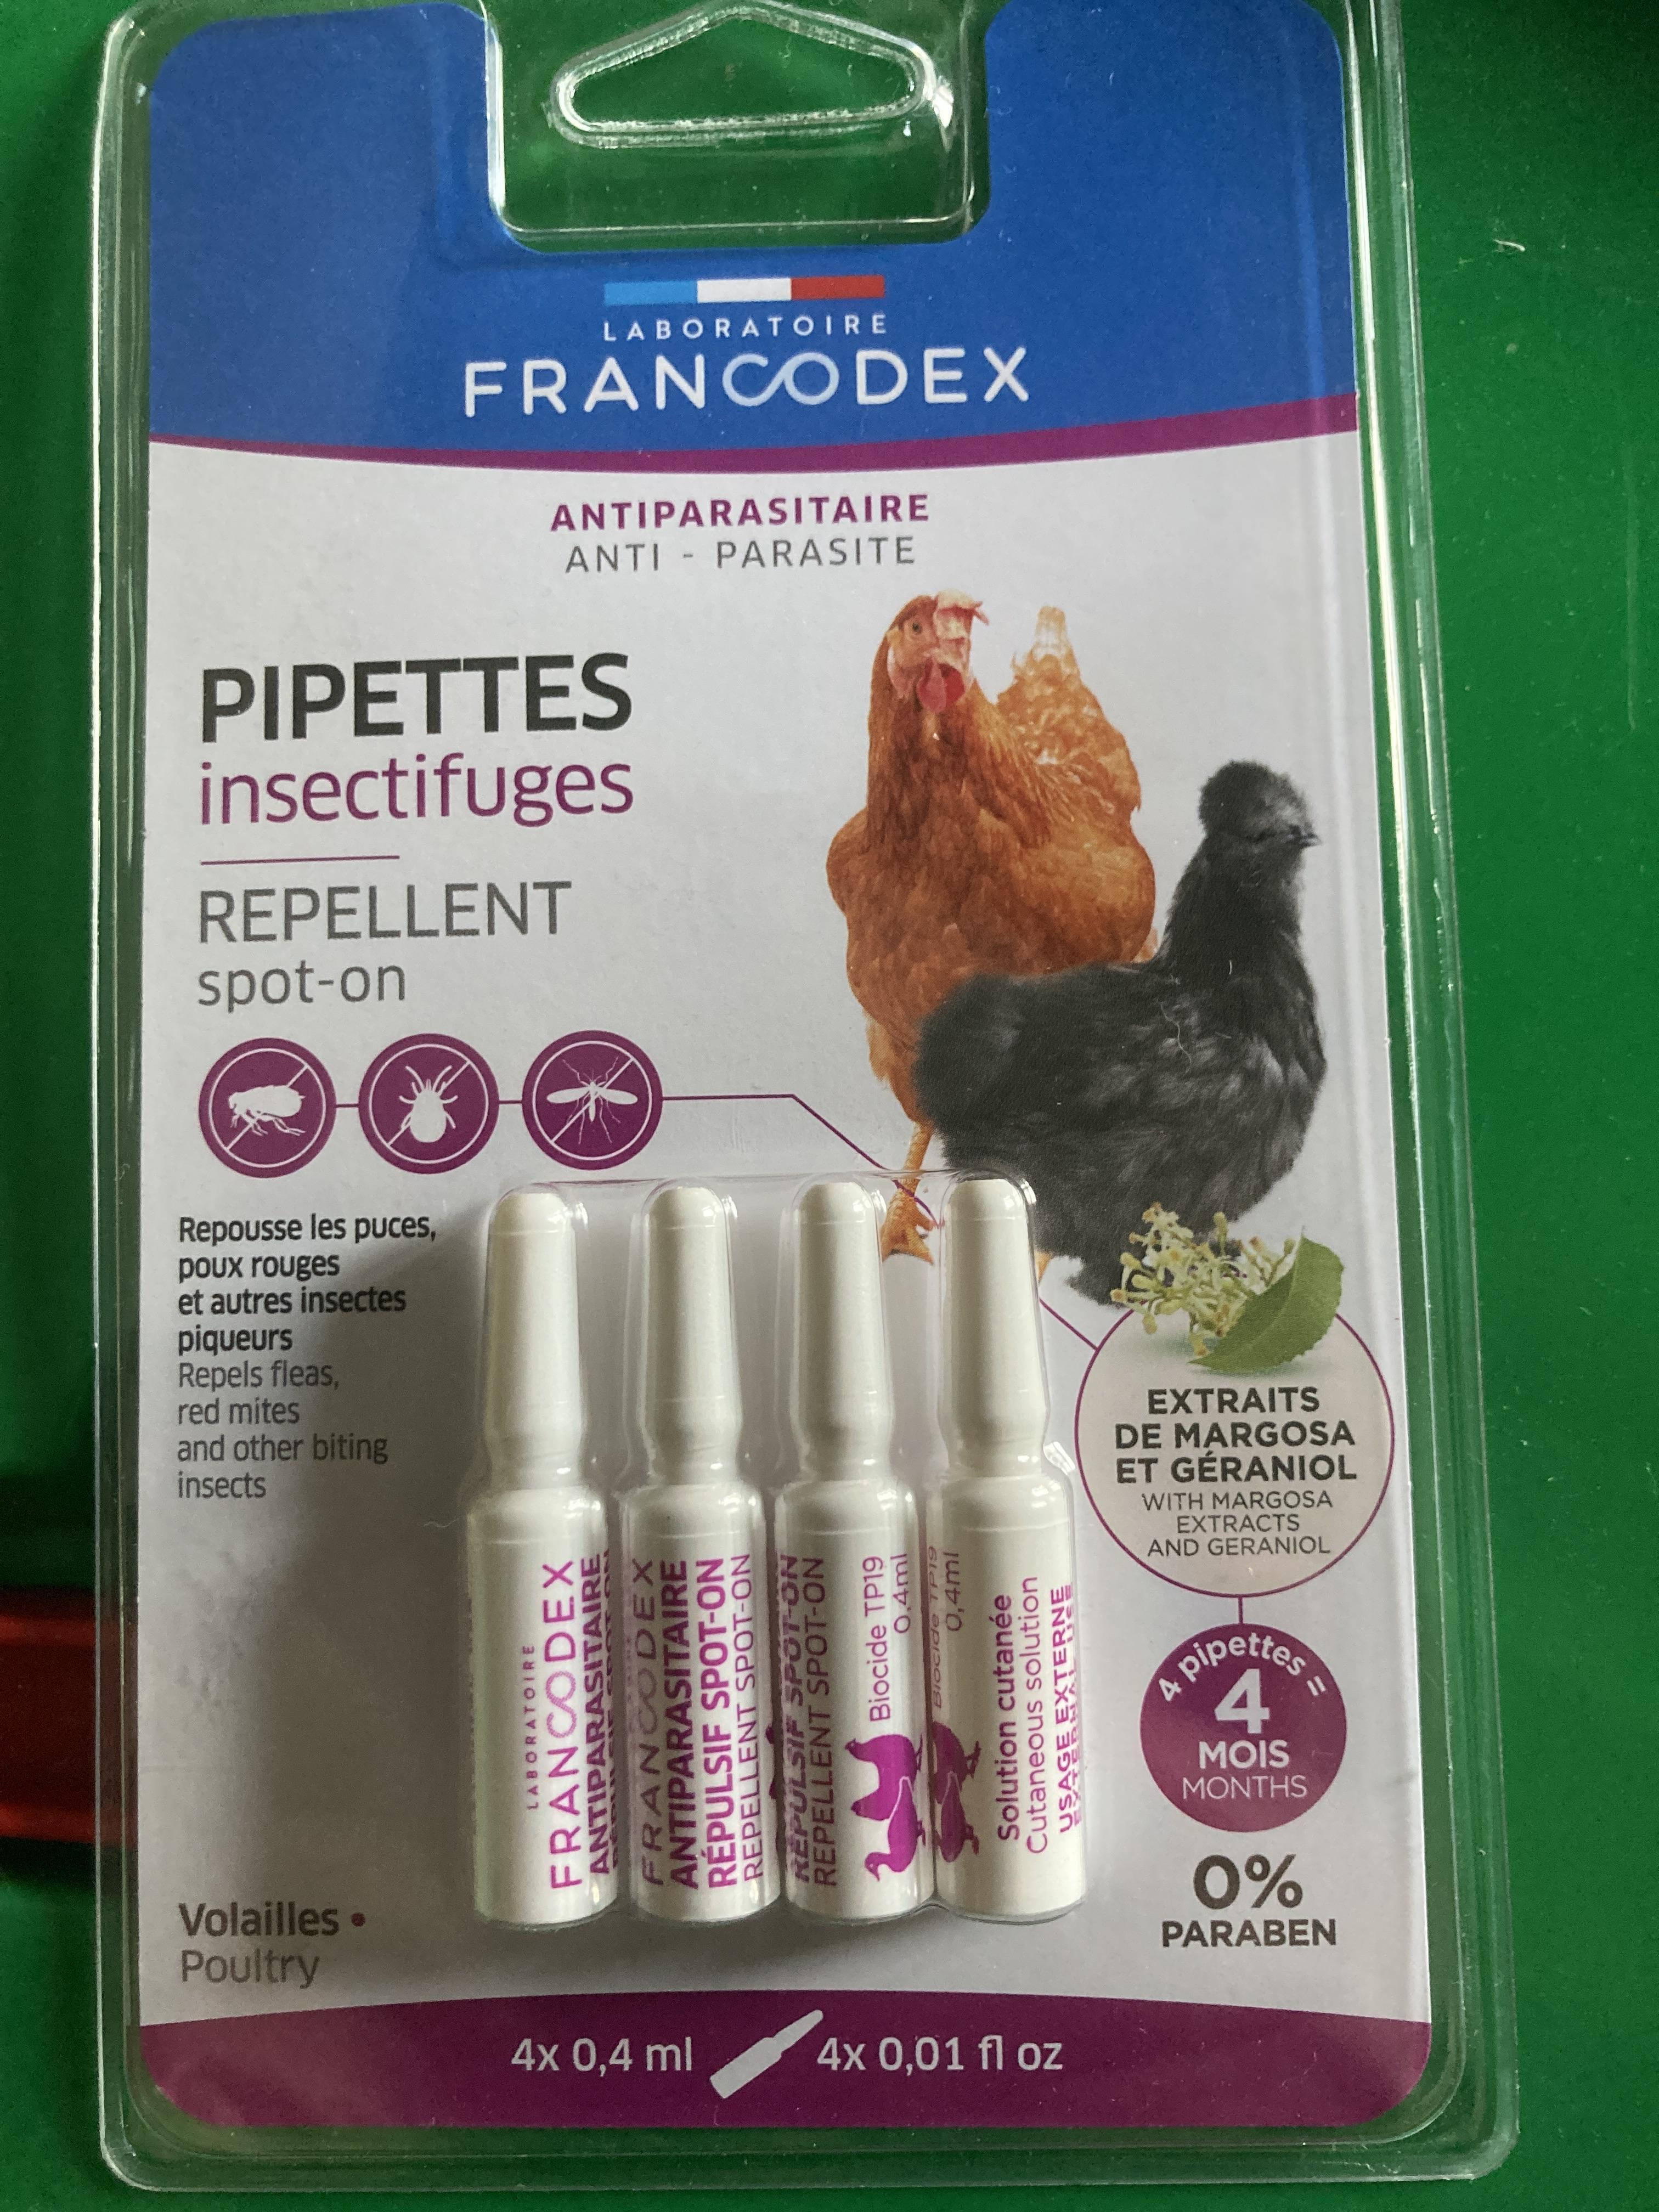 LABORATOIRE
FRANCODEX
ANTIPARASITAIRE
ANTI - PARASITE
PIPETTES
insectifuges
REPELLENT
spot-on
Repousse les puces,
poux rouges
et autres insectes
piqueurs
Repels fleas,
red mites
and other biting
insects
EXTRAITS
DE MARGOSA
ET GÉRANIOL
WITH MARGOSA
EXTRACTS
AND GERANIOL
4 pipettes =
4
MOIS
MONTHS
0%
PARABEN
LABORATOIRE
FRANCODEX
ANTIPARASITAIRE
FRANCODEX
ANTIPARASITAIRE
RÉPULSIF SPOT-ON
REPELLENT SPOT-ON
RÉPULSIF SPOT-ON
REPELLENT SPOT-ON
Biocide TP19
0,4ml
Biocide TP19
0,4ml
Solution cutanée
Cutaneous solution
USAGE EXTERNE
EXTERNAL USE
Volailles •
Poultry
4x 0,4 ml 4x 0,01 fl oz